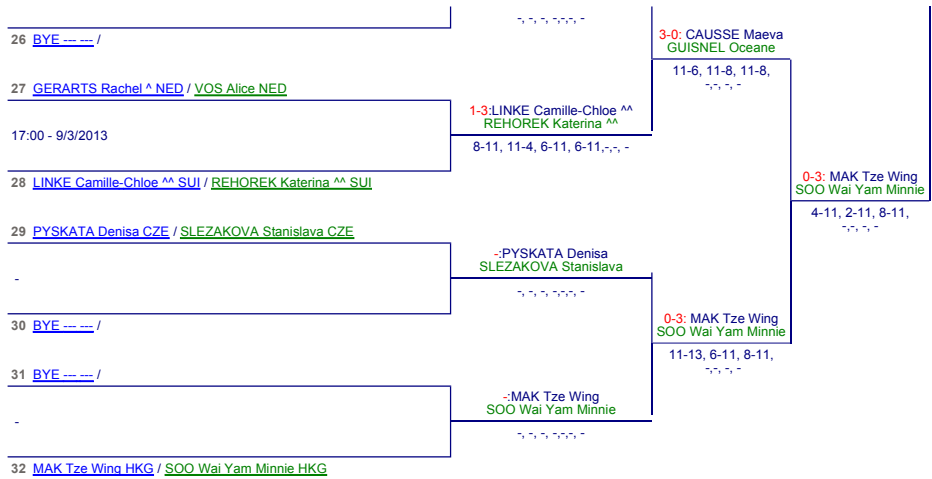 -, -, -, -,-,-, -
26 BYE --- --- /
3-0: CAUSSE Maeva
GUISNEL Oceane
11-6, 11-8, 11-8,
-,-, -, -
27 GERARTS Rachel ^ NED / VOS Alice NED
17:00 - 9/3/2013
1-3:LINKE Camille-Chloe ^^
REHOREK Katerina ^^
8-11, 11-4, 6-11, 6-11,-,-, -
28 LINKE Camille-Chloe ^^ SUI / REHOREK Katerina ^^ SUI
0-3: MAK Tze Wing
SOO Wai Yam Minnie
4-11, 2-11, 8-11,
-,-, -, -
29 PYSKATA Denisa CZE / SLEZAKOVA Stanislava CZE
-
-:PYSKATA Denisa
SLEZAKOVA Stanislava
-, -, -, -,-,-, -
30 BYE --- --- /
0-3: MAK Tze Wing
SOO Wai Yam Minnie
11-13, 6-11, 8-11,
-,-, -, -
31 BYE --- --- /
-
-:MAK Tze Wing
SOO Wai Yam Minnie
-, -, -, -,-,-, -
32 MAK Tze Wing HKG / SOO Wai Yam Minnie HKG